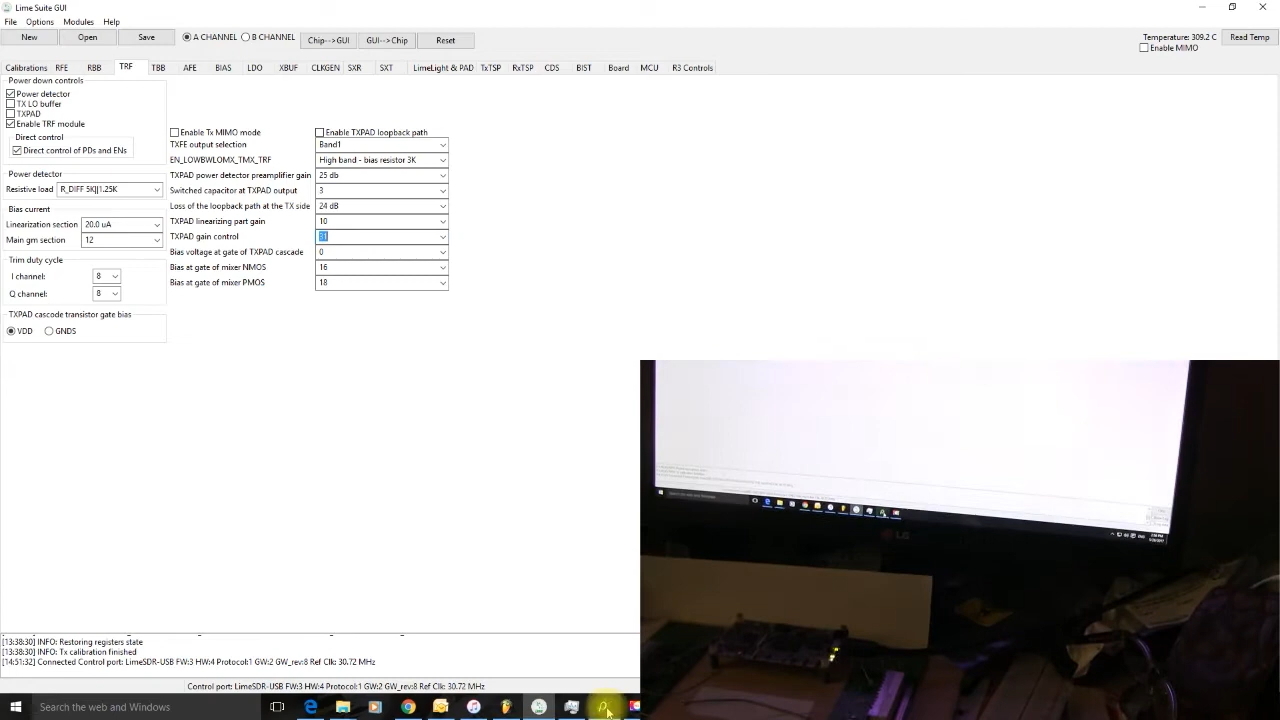 Lime Suite GUI
File Options Modules Help
New Open Save A CHANNEL B CHANNEL Chip-->GUI GUI-->Chip Reset Temperature: 309.2 C Read Temp
Enable MIMO
Calibrations RFE RBB TRF TBB AFE BIAS LDO XBUF CLKGEN SXR SXT LimeLight & PAD TxTSP RxTSP CDS BIST Board MCU R3 Controls
Power down controls
Power detector
TX LO buffer
TXPAD
Enable TRF module
Direct control
Direct control of PDs and ENs
Power detector
Resistive load R_DIFF 5K||1.25K
Bias current
Linearization section 20.0 uA
Main gm section 12
Trim duty cycle
I channel: 8
Q channel: 8
TXPAD cascode transistor gate bias
VDD GNDS
Enable Tx MIMO mode Enable TXPAD loopback path
TXFE output selection Band1
EN_LOWBWLOMX_TMX_TRF High band - bias resistor 3K
TXPAD power detector preamplifier gain 25 db
Switched capacitor at TXPAD output 3
Loss of the loopback path at the TX side 24 dB
TXPAD linearizing part gain 10
TXPAD gain control 31
Bias voltage at gate of TXPAD cascade 0
Bias at gate of mixer NMOS 16
Bias at gate of mixer PMOS 18
[13:38:30] INFO: Restoring registers state
[13:38:30] INFO: Tx calibration finished
[14:51:32] Connected Control port: LimeSDR-USB FW:3 HW:4 Protocol:1 GW:2 GW_rev:8 Ref Clk: 30.72 MHz
Control port: LimeSDR-USB FW:3 HW:4 Protocol:1 GW:2 GW_rev:8 Ref Clk: 30.72 MHz
Search the web and Windows
LG